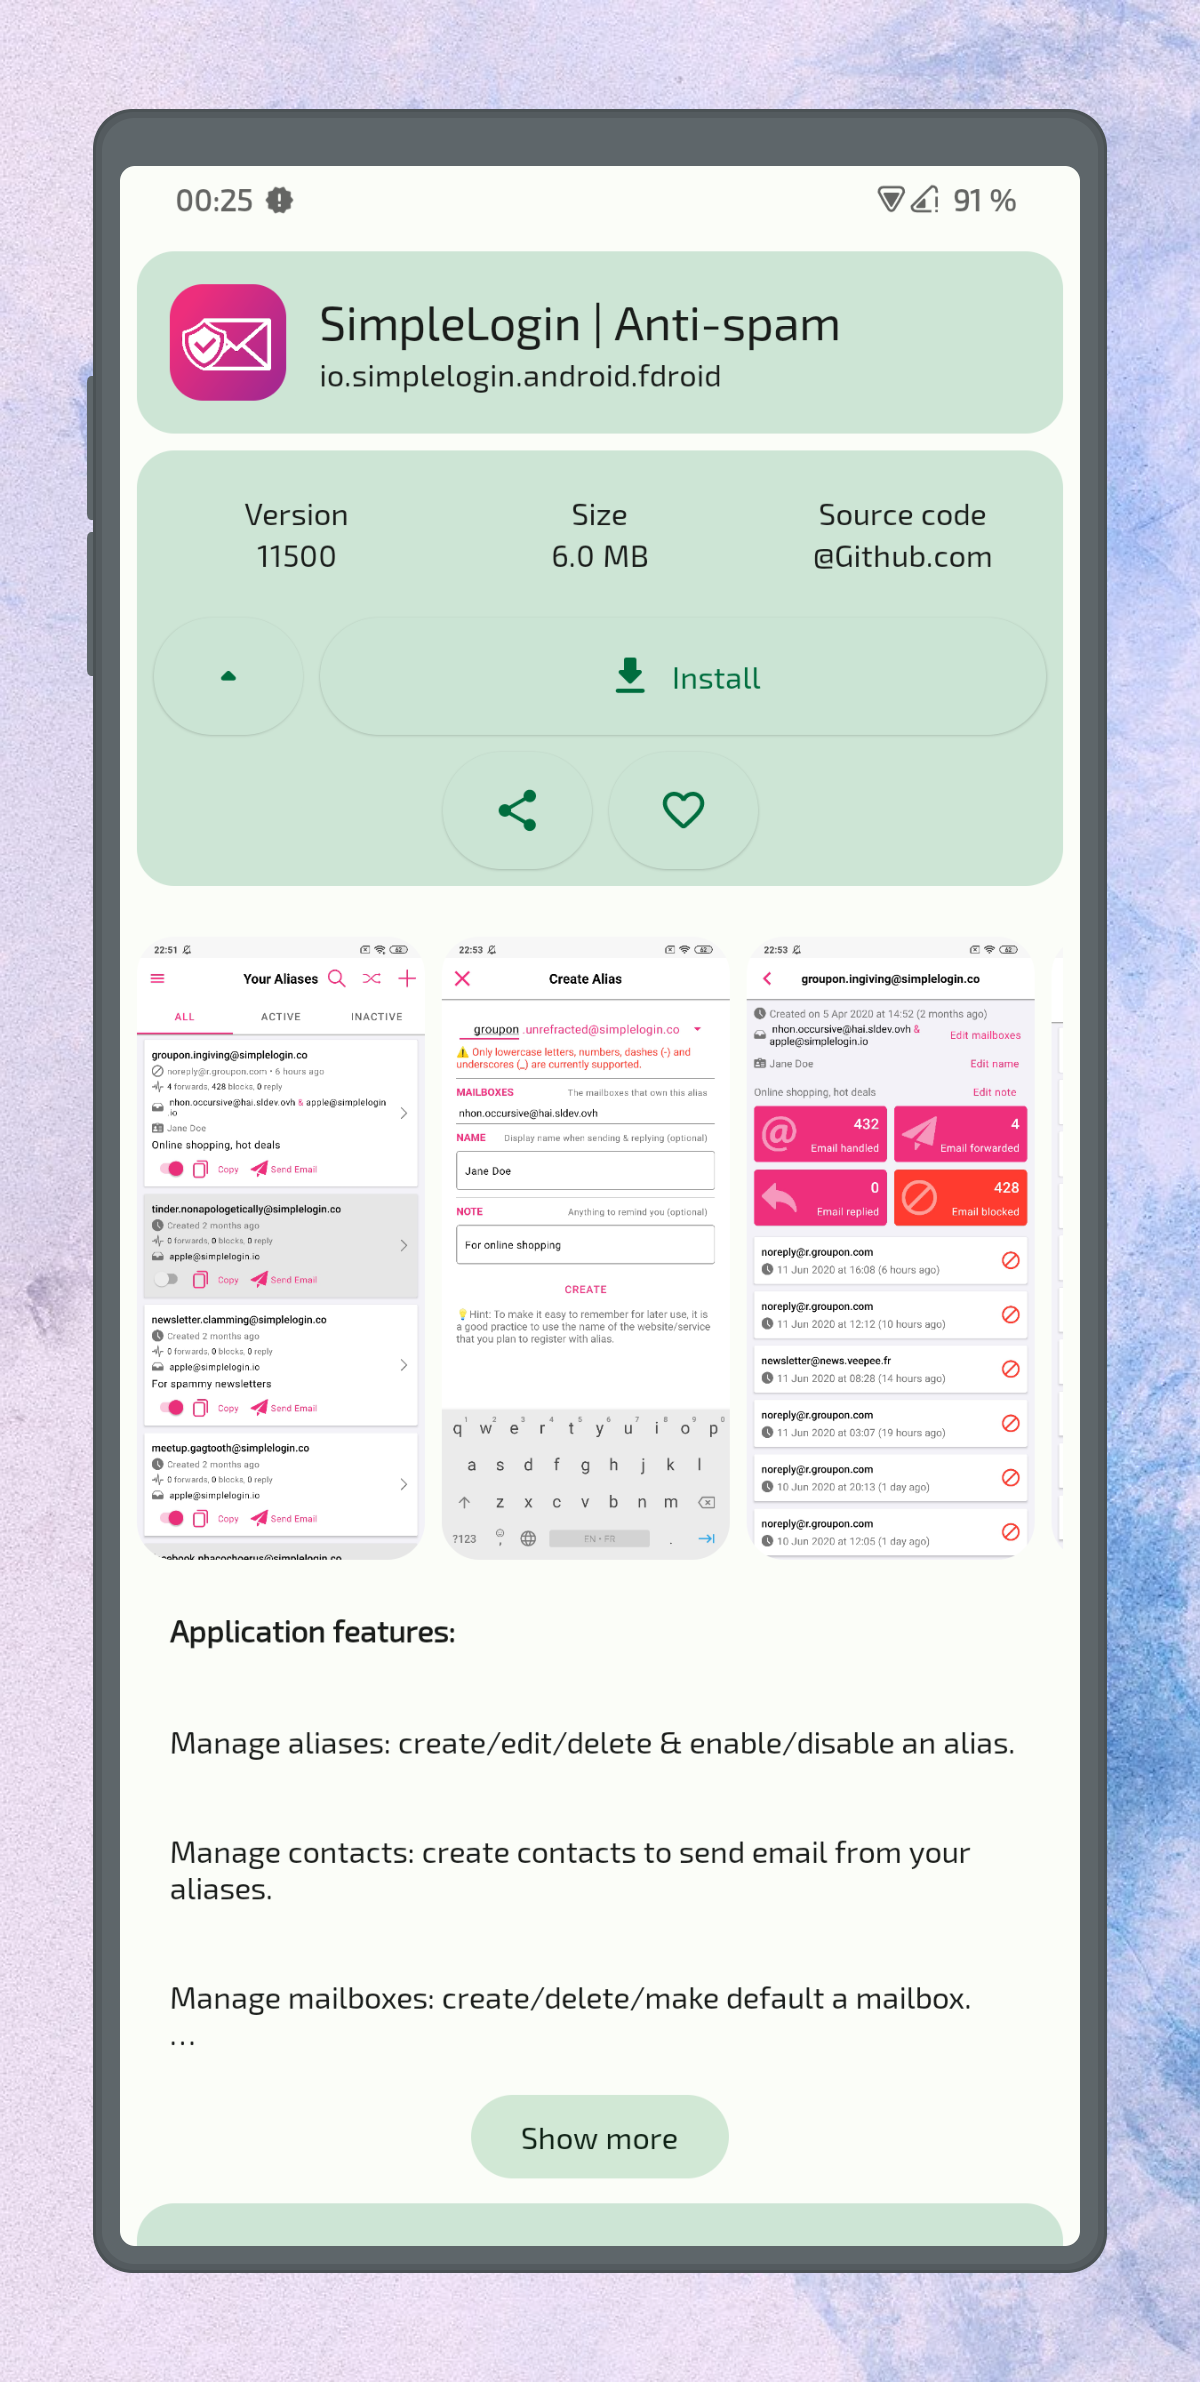 00:25
91 %
SimpleLogin | Anti-spam
io.simplelogin.android.fdroid
Version
11500
Size
6.0 MB
Source code
@Github.com
Install
22:51
62
Your Aliases
ALL
ACTIVE
INACTIVE
groupon.ingiving@simplelogin.co
noreply@r.groupon.com • 6 hours ago
4 forwards, 428 blocks, 0 reply
nhon.occursive@hai.sldev.ovh & apple@simplelogin
.io
Jane Doe
Online shopping, hot deals
Copy
Send Email
tinder.nonapologetically@simplelogin.co
Created 2 months ago
0 forwards, 0 blocks, 0 reply
apple@simplelogin.io
Copy
Send Email
newsletter.clamming@simplelogin.co
Created 2 months ago
0 forwards, 0 blocks, 0 reply
apple@simplelogin.io
For spammy newsletters
Copy
Send Email
meetup.gagtooth@simplelogin.co
Created 2 months ago
0 forwards, 0 blocks, 0 reply
apple@simplelogin.io
Copy
Send Email
22:53
62
Create Alias
groupon .unrefracted@simplelogin.co
⚠️ Only lowercase letters, numbers, dashes (-) and
underscores (_) are currently supported.
MAILBOXES
The mailboxes that own this alias
nhon.occursive@hai.sldev.ovh
NAME
Display name when sending & replying (optional)
Jane Doe
NOTE
Anything to remind you (optional)
For online shopping
CREATE
💡Hint: To make it easy to remember for later use, it is
a good practice to use the name of the website/service
that you plan to register with alias.
q1 w2 e3 r4 t5 y6 u7 i8 o9 p0
a s d f g h j k l
z x c v b n m
?123 , EN • FR .
22:53
62
groupon.ingiving@simplelogin.co
Created on 5 Apr 2020 at 14:52 (2 months ago)
nhon.occursive@hai.sldev.ovh &
apple@simplelogin.io
Edit mailboxes
Jane Doe
Edit name
Online shopping, hot deals
Edit note
432
Email handled
4
Email forwarded
0
Email replied
428
Email blocked
noreply@r.groupon.com
11 Jun 2020 at 16:08 (6 hours ago)
noreply@r.groupon.com
11 Jun 2020 at 12:12 (10 hours ago)
newsletter@news.veepee.fr
11 Jun 2020 at 08:28 (14 hours ago)
noreply@r.groupon.com
11 Jun 2020 at 03:07 (19 hours ago)
noreply@r.groupon.com
10 Jun 2020 at 20:13 (1 day ago)
noreply@r.groupon.com
10 Jun 2020 at 12:05 (1 day ago)
Application features:
Manage aliases: create/edit/delete & enable/disable an alias.
Manage contacts: create contacts to send email from your
aliases.
Manage mailboxes: create/delete/make default a mailbox.
…
Show more